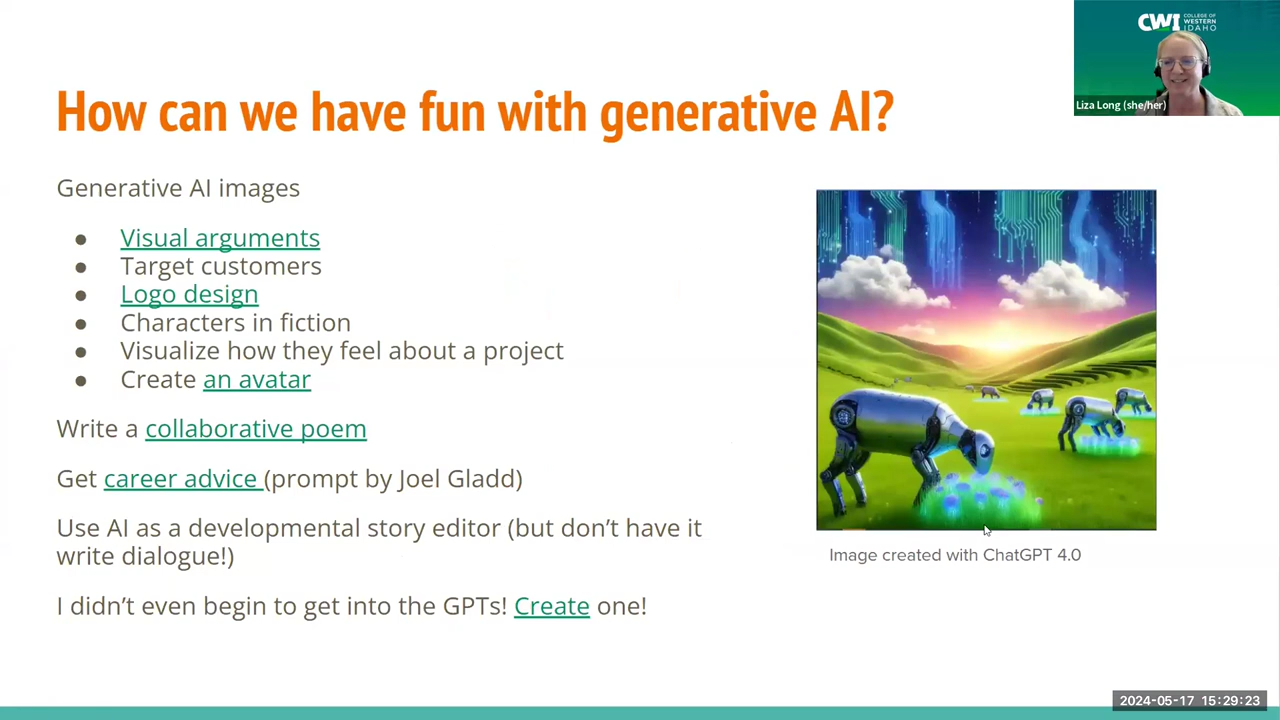 CWI COLLEGE OF
WESTERN
IDAHO
Liza Long (she/her)
How can we have fun with generative AI?
Generative AI images
● Visual arguments
● Target customers
● Logo design
● Characters in fiction
● Visualize how they feel about a project
● Create an avatar
Write a collaborative poem
Get career advice (prompt by Joel Gladd)
Use AI as a developmental story editor (but don’t have it
write dialogue!)
I didn’t even begin to get into the GPTs! Create one!
Image created with ChatGPT 4.0
2024-05-17 15:29:23